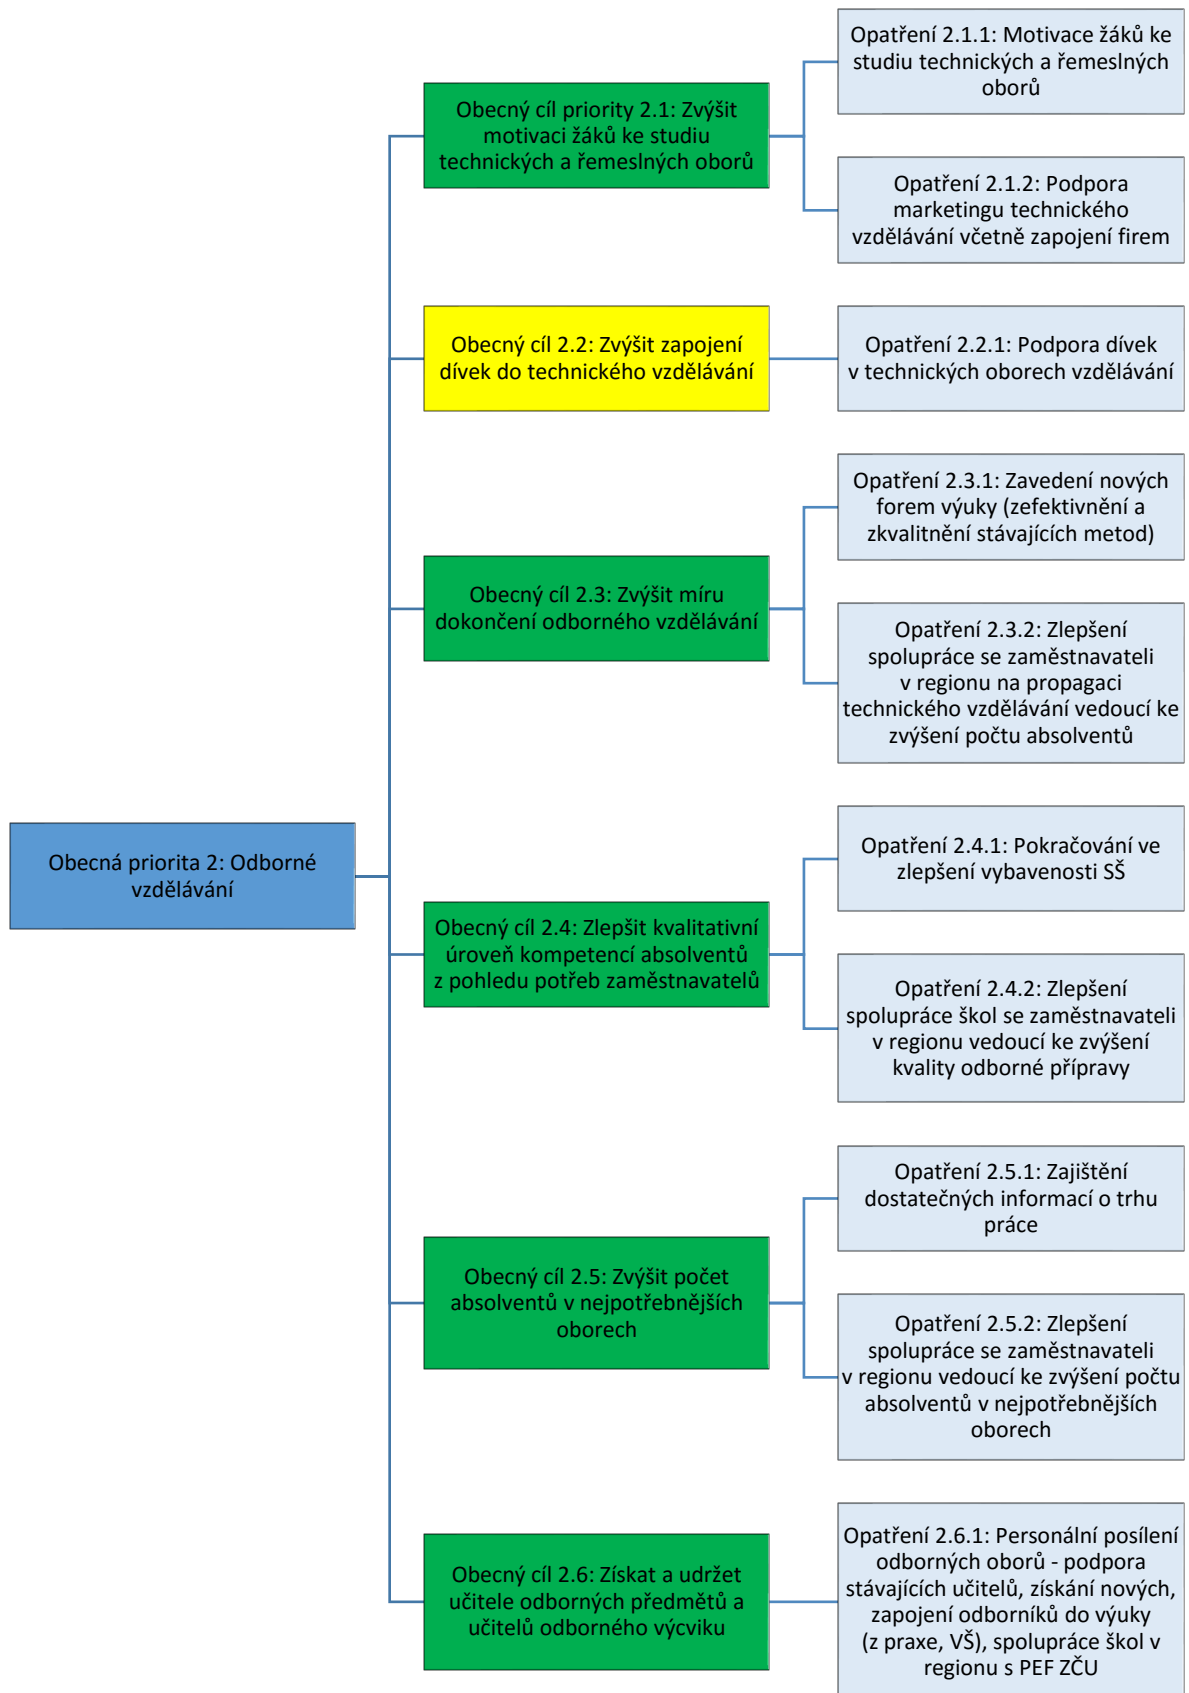 Opatření 2.1.1: Motivace žáků ke
studiu technických a řemeslných
oborů
Obecný cíl priority 2.1: Zvýšit
motivaci žáků ke studiu
technických a řemeslných oborů
Opatření 2.1.2: Podpora
marketingu technického
vzdělávání včetně zapojení firem
Obecný cíl 2.2: Zvýšit zapojení
dívek do technického vzdělávání
Opatření 2.2.1: Podpora dívek
v technických oborech vzdělávání
Opatření 2.3.1: Zavedení nových
forem výuky (zefektivnění a
zkvalitnění stávajících metod)
Obecný cíl 2.3: Zvýšit míru
dokončení odborného vzdělávání
Opatření 2.3.2: Zlepšení
spolupráce se zaměstnavateli
v regionu na propagaci
technického vzdělávání vedoucí ke
zvýšení počtu absolventů
Obecná priorita 2: Odborné
vzdělávání
Opatření 2.4.1: Pokračování ve
zlepšení vybavenosti SŠ
Obecný cíl 2.4: Zlepšit kvalitativní
úroveň kompetencí absolventů
z pohledu potřeb zaměstnavatelů
Opatření 2.4.2: Zlepšení
spolupráce škol se zaměstnavateli
v regionu vedoucí ke zvýšení
kvality odborné přípravy
Opatření 2.5.1: Zajištění
dostatečných informací o trhu
práce
Obecný cíl 2.5: Zvýšit počet
absolventů v nejpotřebnějších
oborech
Opatření 2.5.2: Zlepšení
spolupráce se zaměstnavateli
v regionu vedoucí ke zvýšení počtu
absolventů v nejpotřebnějších
oborech
Obecný cíl 2.6: Získat a udržet
učitele odborných předmětů a
učitelů odborného výcviku
Opatření 2.6.1: Personální posílení
odborných oborů - podpora
stávajících učitelů, získání nových,
zapojení odborníků do výuky
(z praxe, VŠ), spolupráce škol v
regionu s PEF ZČU